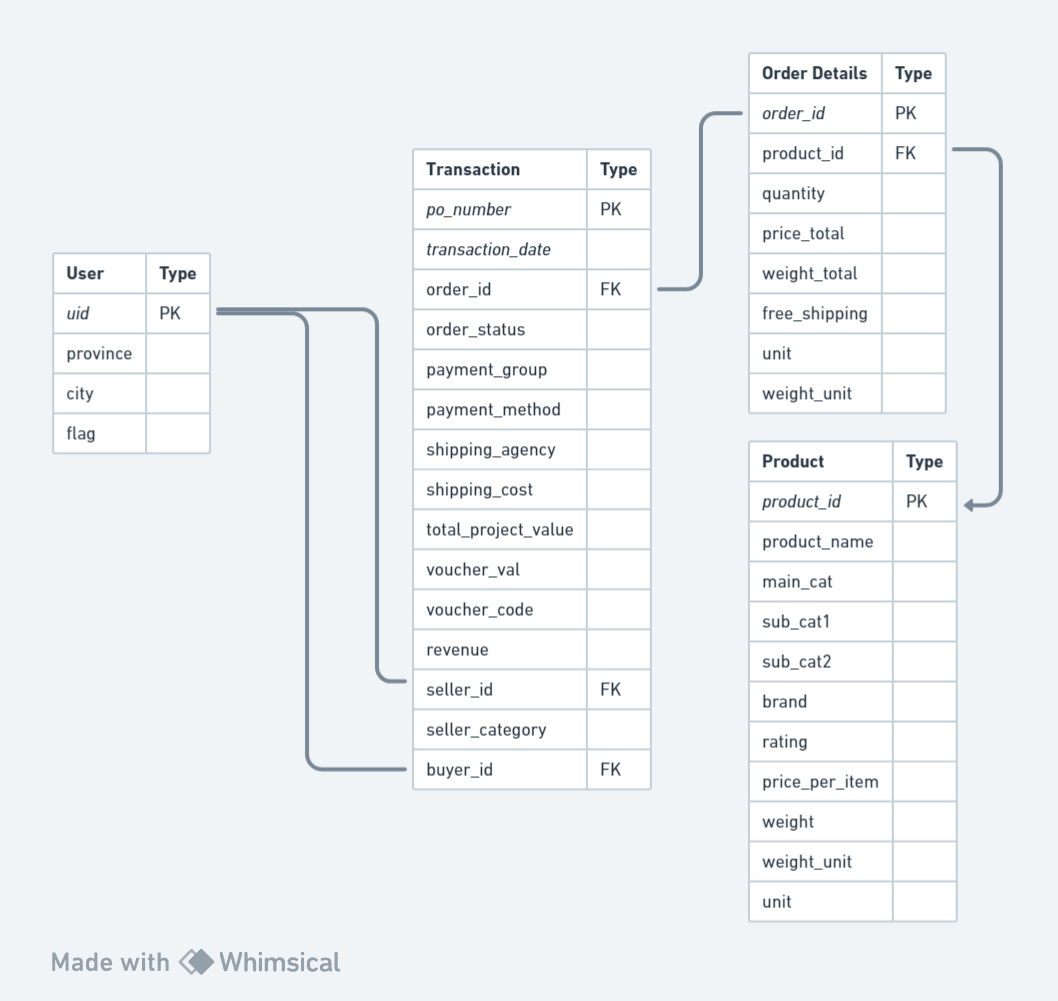 User Type
uid PK
province
city
flag
Transaction Type
po_number PK
transaction_date
order_id FK
order_status
payment_group
payment_method
shipping_agency
shipping_cost
total_project_value
voucher_val
voucher_code
revenue
seller_id FK
seller_category
buyer_id FK
Order Details Type
order_id PK
product_id FK
quantity
price_total
weight_total
free_shipping
unit
weight_unit
Product Type
product_id PK
product_name
main_cat
sub_cat1
sub_cat2
brand
rating
price_per_item
weight
weight_unit
unit
Made with Whimsical